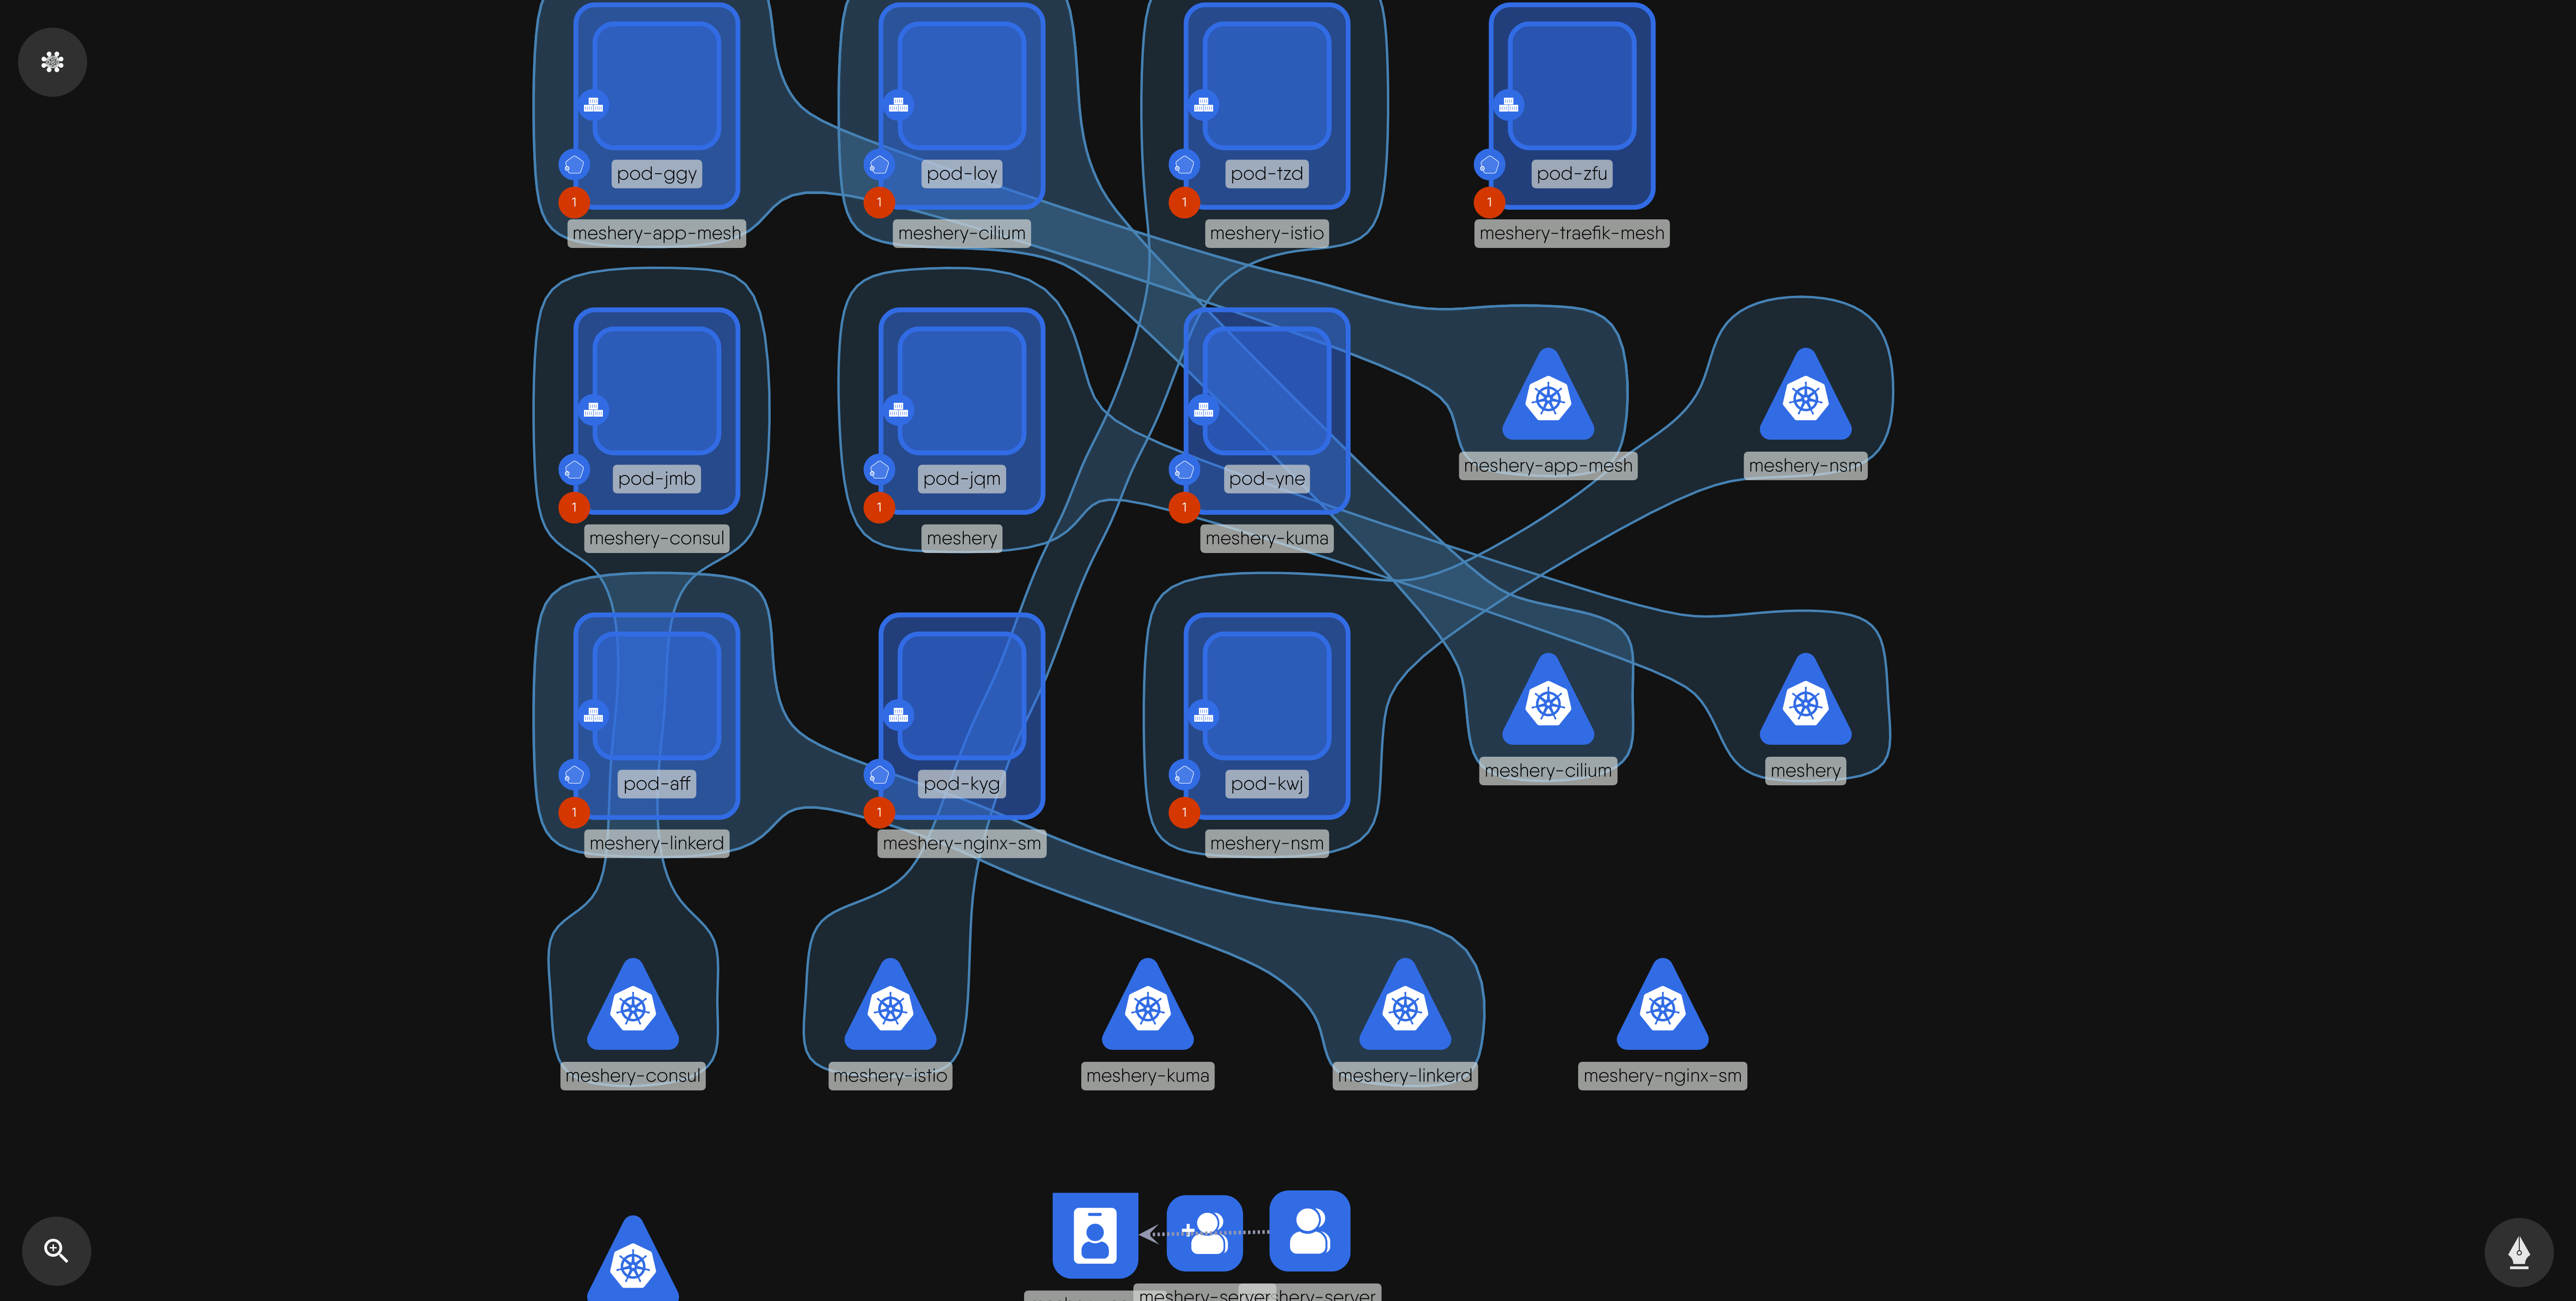 pod-ggy
pod-loy
pod-tzd
pod-zfu
1
1
1
1
meshery-app-mesh
meshery-cilium
meshery-istio
meshery-traefik-mesh
pod-jmb
pod-jqm
pod-yne
meshery-app-mesh
meshery-nsm
1
1
1
meshery-consul
meshery
meshery-kuma
pod-aff
pod-kyg
pod-kwj
meshery-cilium
meshery
1
1
1
meshery-linkerd
meshery-nginx-sm
meshery-nsm
meshery-consul
meshery-istio
meshery-kuma
meshery-linkerd
meshery-nginx-sm
meshery-server